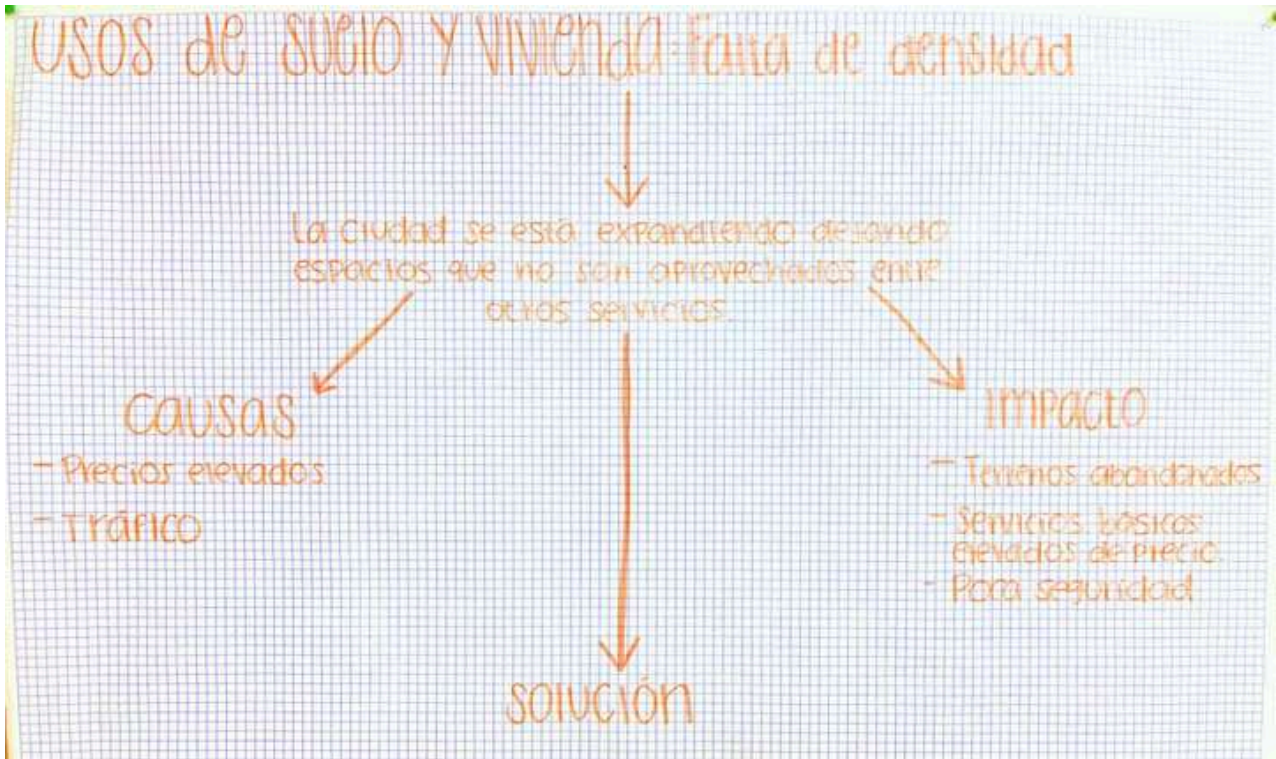 Usos de suelo y vivienda: Falta de densidad
La ciudad se está expandiendo dejando
espacios que no son aprovechados entre
otros servicios.
Causas
- Precios elevados
- Tráfico
Impacto
- Terrenos abandonados
- Servicios básicos
elevados de precio.
- Poca seguridad
Solución